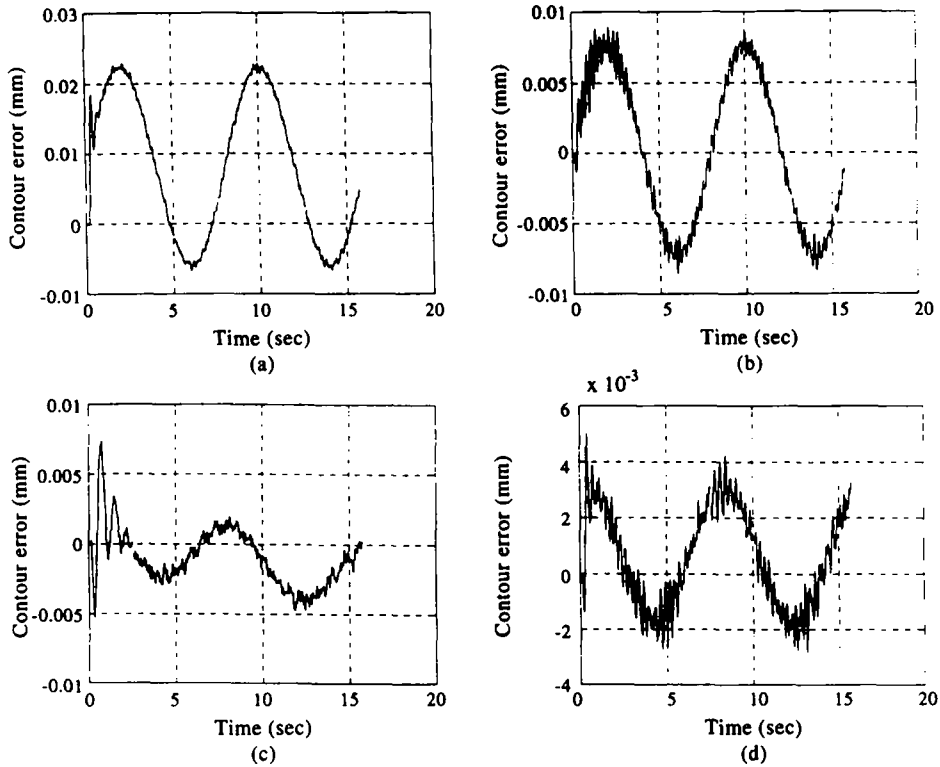 0.03
0.02
0.01
0
-0.01
Contour error (mm)
0 5 10 15 20
Time (sec)
(a)
0.01
0.005
0
-0.005
-0.01
Contour error (mm)
0 5 10 15 20
Time (sec)
(b)
0.01
0.005
0
-0.005
-0.01
Contour error (mm)
0 5 10 15 20
Time (sec)
(c)
x 10-3
6
4
2
0
-2
-4
Contour error (mm)
0 5 10 15 20
Time (sec)
(d)